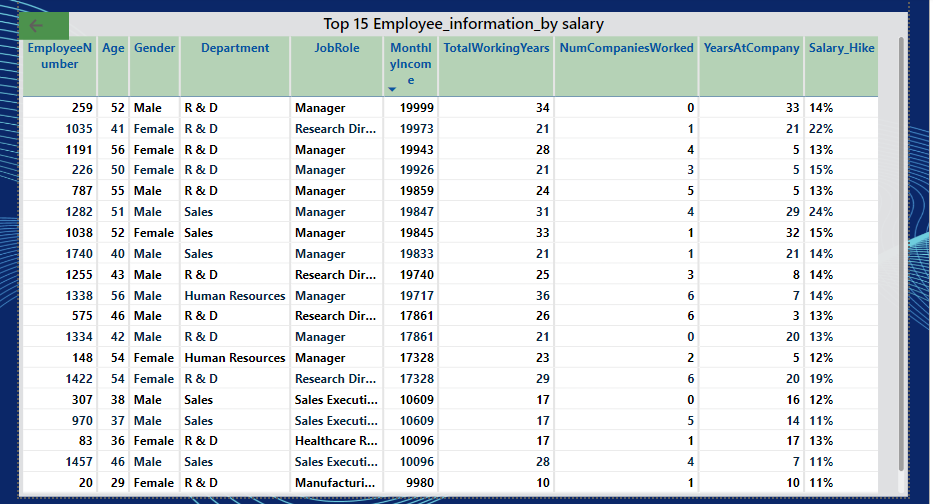 Top 15 Employee_information_by salary
EmployeeN Age Gender Department JobRole Monthl TotalWorkingYears NumCompaniesWorked YearsAtCompany Salary_Hike
umber yIncom
e
259 52 Male R & D Manager 19999 34 0 33 14%
1035 41 Female R & D Research Dir... 19973 21 1 21 22%
1191 56 Female R & D Manager 19943 28 4 5 13%
226 50 Female R & D Manager 19926 21 3 5 15%
787 55 Male R & D Manager 19859 24 5 5 13%
1282 51 Male Sales Manager 19847 31 4 29 24%
1038 52 Female Sales Manager 19845 33 1 32 15%
1740 40 Male Sales Manager 19833 21 1 21 14%
1255 43 Male R & D Research Dir... 19740 25 3 8 14%
1338 56 Male Human Resources Manager 19717 36 6 7 14%
575 46 Male R & D Research Dir... 17861 26 6 3 13%
1334 42 Male R & D Manager 17861 21 0 20 13%
148 54 Female Human Resources Manager 17328 23 2 5 12%
1422 54 Female R & D Research Dir... 17328 29 6 20 19%
307 38 Male Sales Sales Executi... 10609 17 0 16 12%
970 37 Male Sales Sales Executi... 10609 17 5 14 11%
83 36 Female R & D Healthcare R... 10096 17 1 17 13%
1457 46 Male Sales Sales Executi... 10096 28 4 7 11%
20 29 Female R & D Manufacturi... 9980 10 1 10 11%